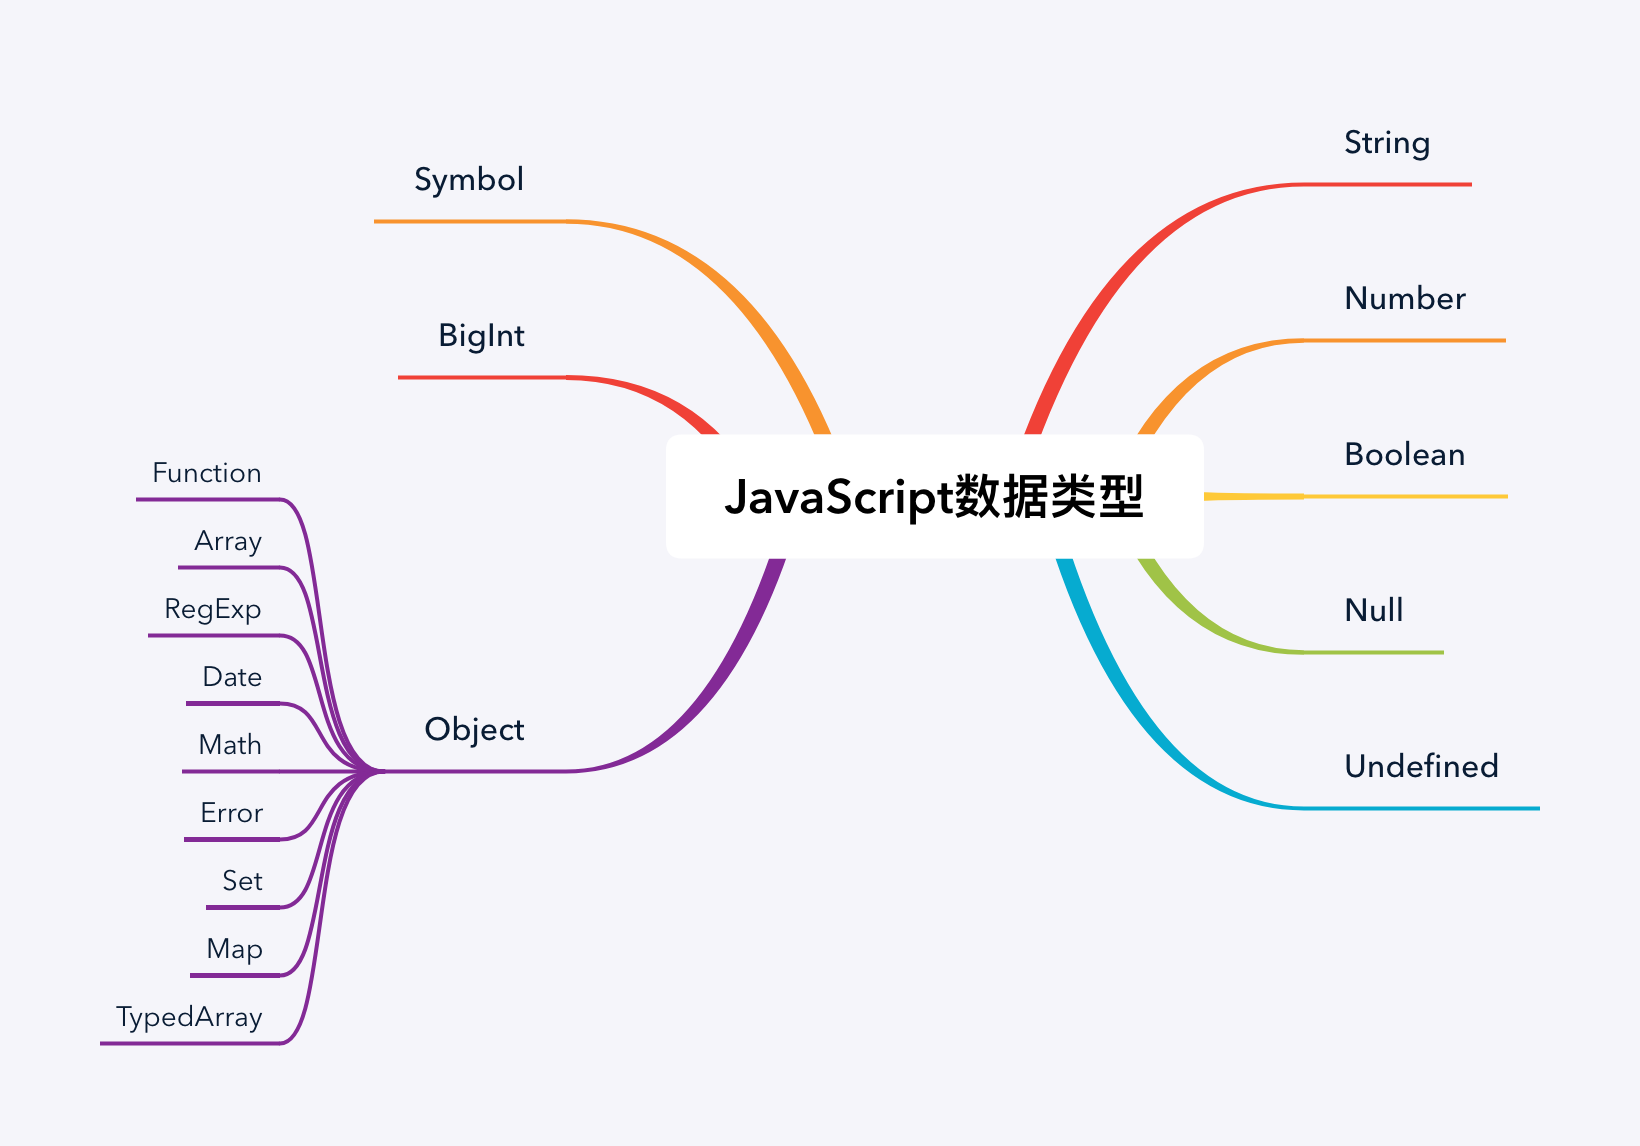 JavaScript数据类型
String
Number
Boolean
Null
Undefined
Symbol
BigInt
Object
Function
Array
RegExp
Date
Math
Error
Set
Map
TypedArray